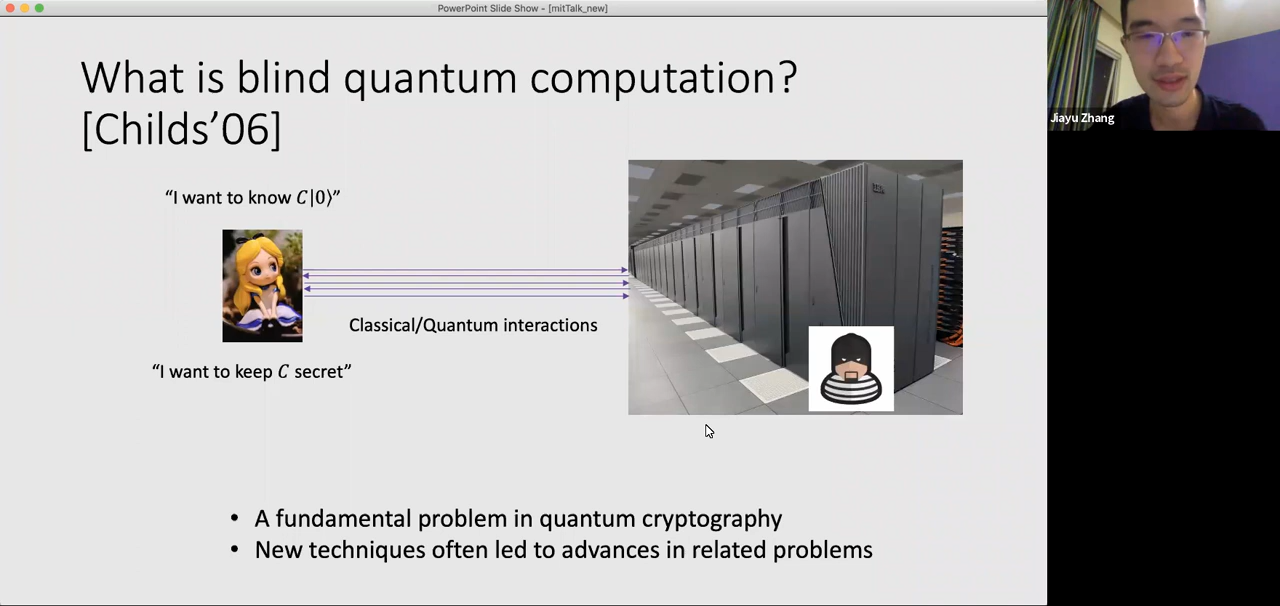 PowerPoint Slide Show - [mitTalk_new]
What is blind quantum computation?
[Childs’06]
“I want to know C|0⟩”
Classical/Quantum interactions
“I want to keep C secret”
• A fundamental problem in quantum cryptography
• New techniques often led to advances in related problems
Jiayu Zhang